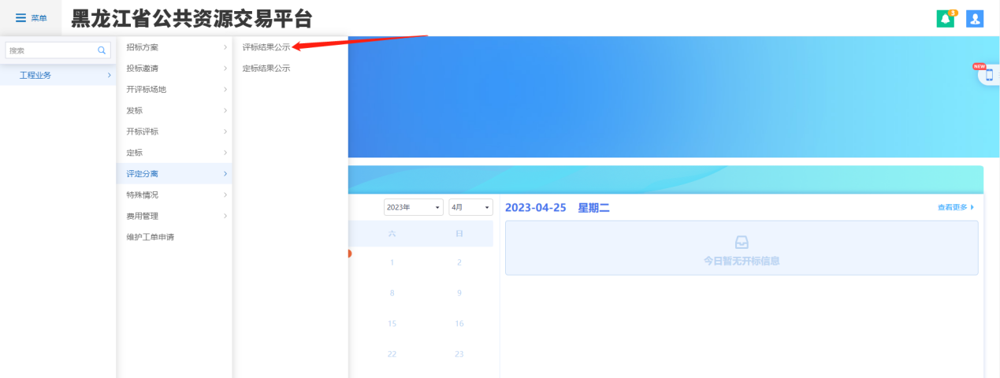 菜单
黑龙江省公共资源交易平台
3
搜索
工程业务
招标方案
投标邀请
开评标场地
发标
开标评标
定标
评定分离
特殊情况
费用管理
维护工单申请
评标结果公示
定标结果公示
NEW
2023年
4月
六
日
1
2
8
9
15
16
22
23
2023-04-25 星期二
查看更多
今日暂无开标信息